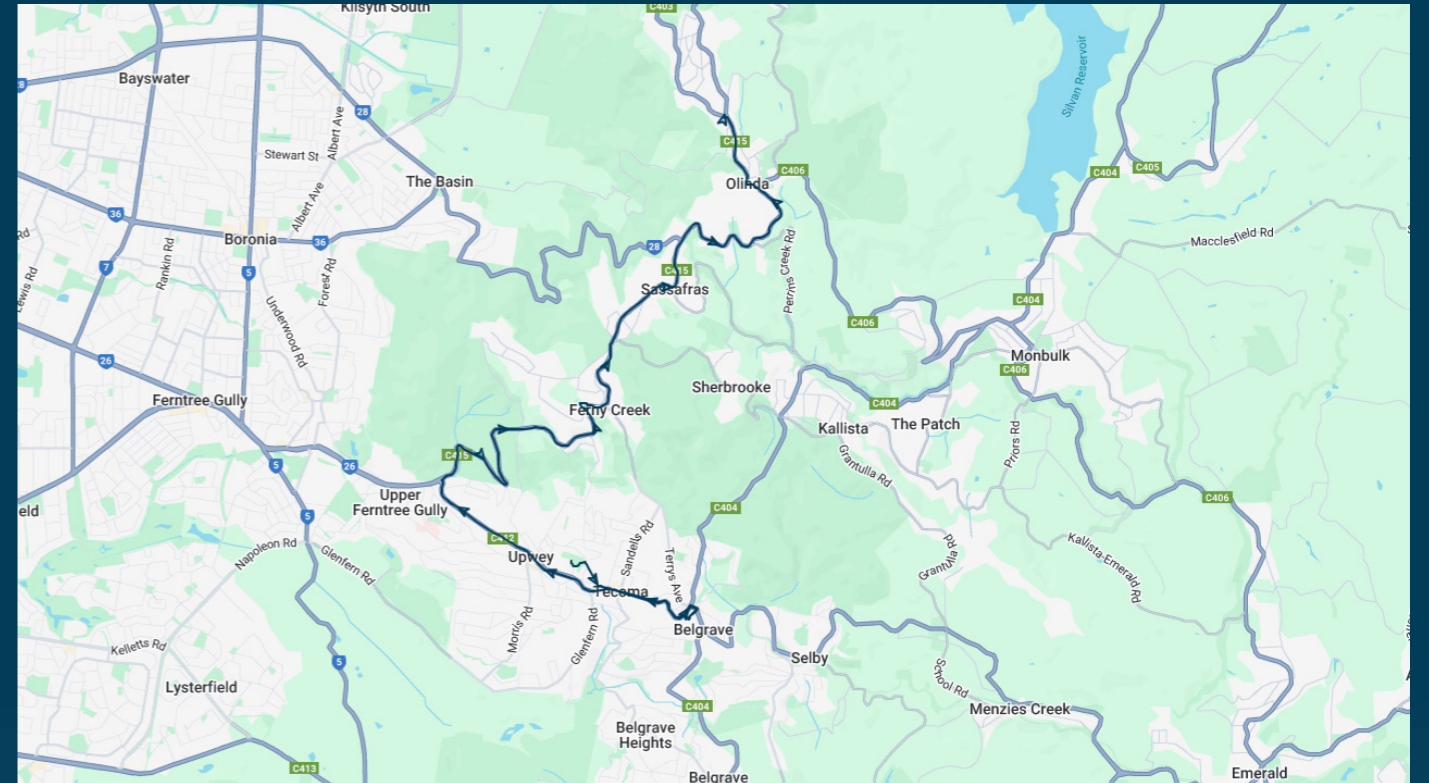 Kilsyth South
C403
Bayswater
28
28
Albert Ave
Silvan Reservoir
C415
Stewart St
C406
C404
C405
The Basin
Olinda
Albert Ave
36
Macclesfield Rd
Boronia
36
28
Rd
Rankin Rd
7
5
Forest Rd
C415
Perrins Creek Rd
Lewis Rd
Sassafras
C404
Underwood Rd
C406
26
Monbulk
C406
Sherbrooke
Ferntree Gully
Ferny Creek
C404
Kallista
The Patch
C415
Priors Rd
5
26
Grantulla Rd
Upper
Ferntree Gully
C406
eld
5
C404
C412
Napoleon Rd
Glenfern Rd
Upwey
Sandells Rd
Terrys Ave
Grantulla Rd
Kallista-Emerald Rd
Tecoma
Morris Rd
Glenfern Rd
Belgrave
Kelletts Rd
5
Selby
School Rd
Lysterfield
C404
Menzies Creek
Belgrave
Heights
C413
Belgrave
Emerald